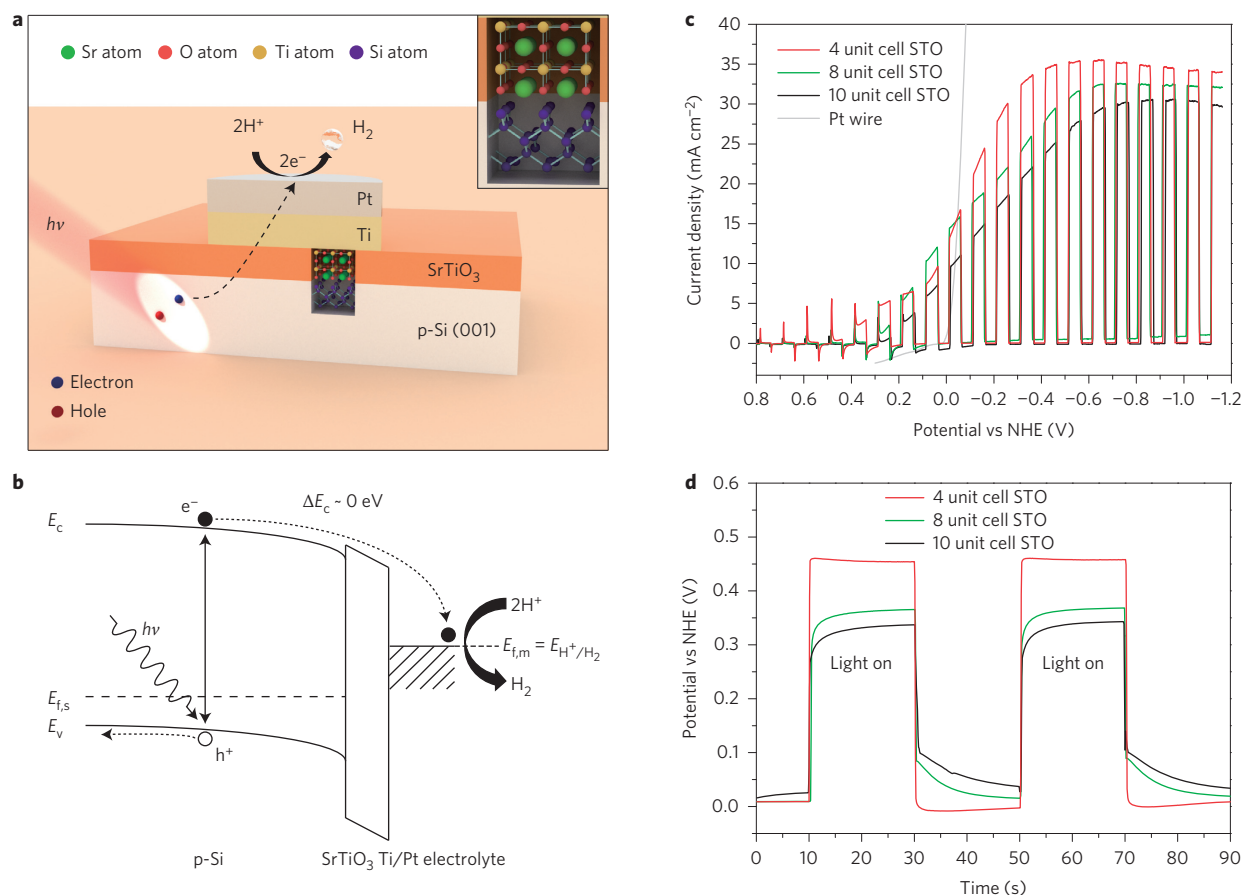 a
Sr atom O atom Ti atom Si atom
2H⁺ H₂
2e⁻
Pt
hν
Ti
SrTiO₃
p-Si (001)
Electron
Hole
b
e⁻ ΔE_c ~ 0 eV
E_c
2H⁺
hν
E_f,m = E_H⁺/H₂
H₂
E_f,s
E_v
h⁺
p-Si SrTiO₃ Ti/Pt electrolyte
c
40
35
30
25
20
15
10
5
0
Current density (mA cm⁻²)
4 unit cell STO
8 unit cell STO
10 unit cell STO
Pt wire
0.8 0.6 0.4 0.2 0.0 −0.2 −0.4 −0.6 −0.8 −1.0 −1.2
Potential vs NHE (V)
d
0.6
0.5
0.4
0.3
0.2
0.1
0.0
Potential vs NHE (V)
4 unit cell STO
8 unit cell STO
10 unit cell STO
Light on Light on
0 10 20 30 40 50 60 70 80 90
Time (s)